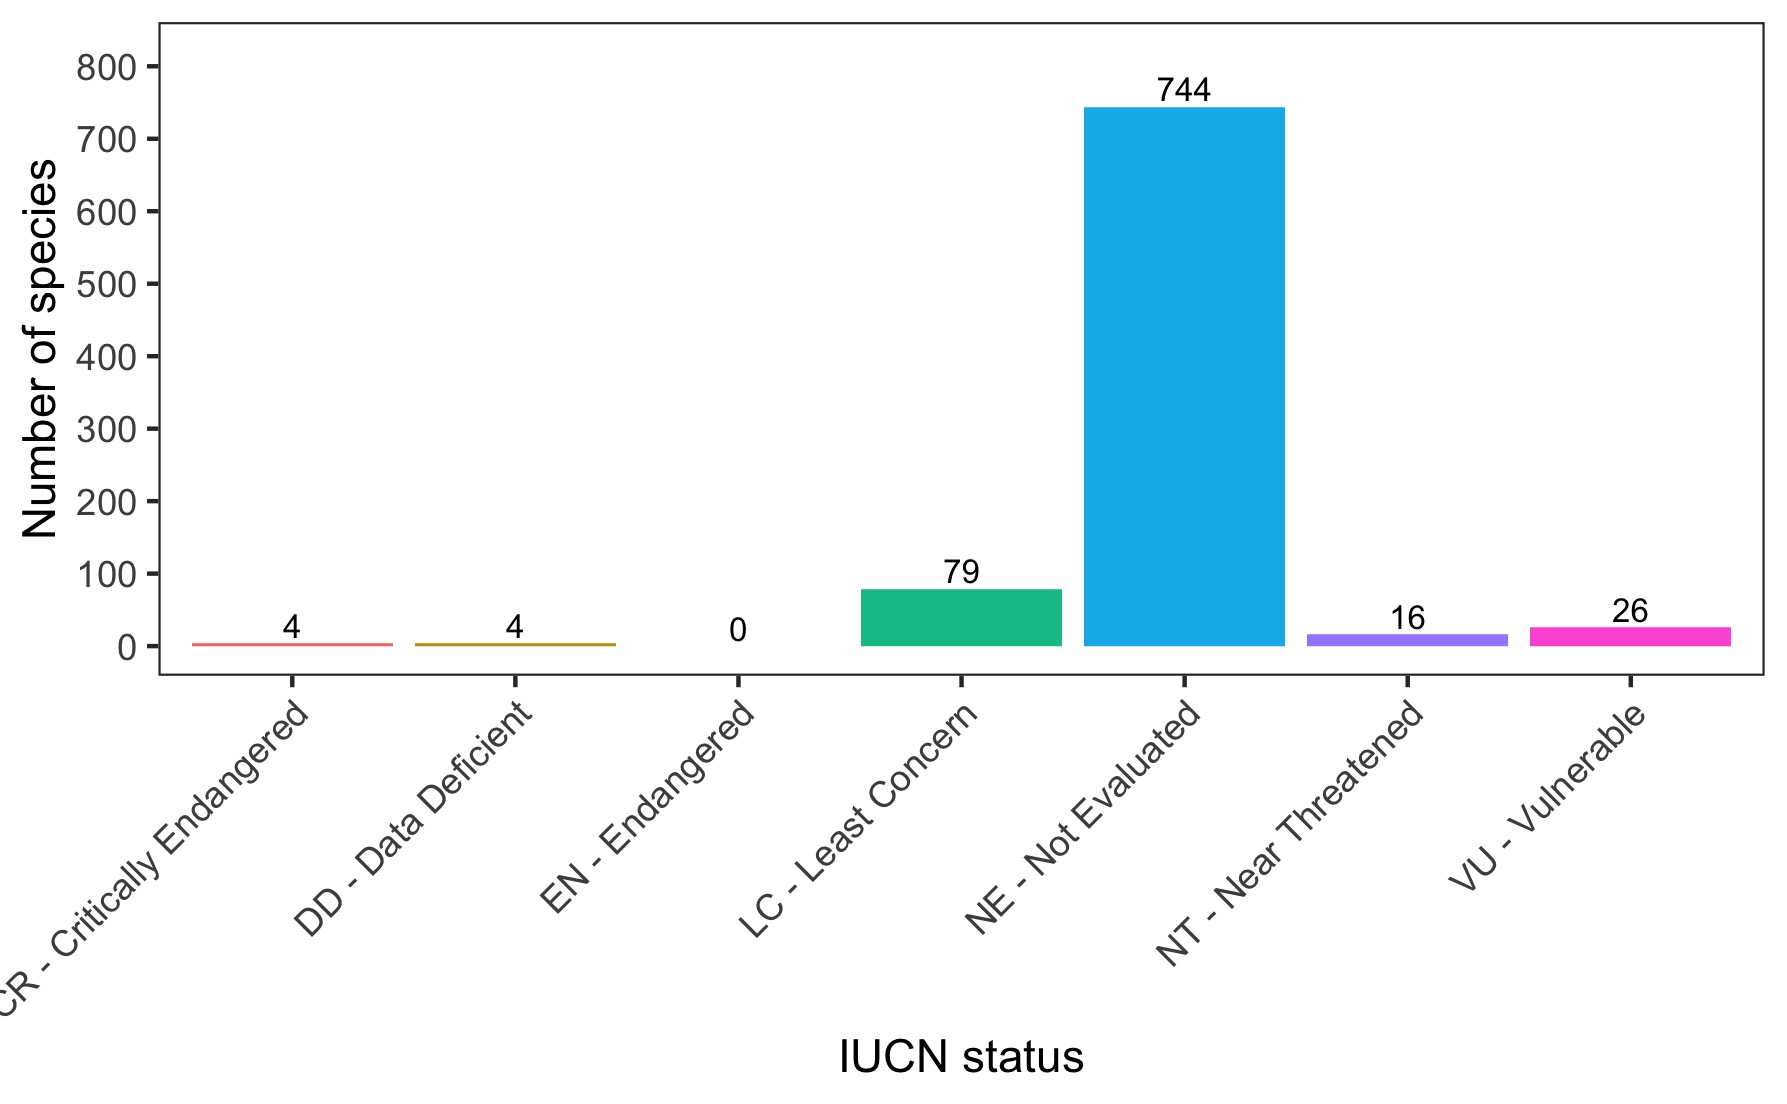 Number of species
800
700
600
500
400
300
200
100
0
4
4
0
79
744
16
26
CR - Critically Endangered
DD - Data Deficient
EN - Endangered
LC - Least Concern
NE - Not Evaluated
NT - Near Threatened
VU - Vulnerable
IUCN status